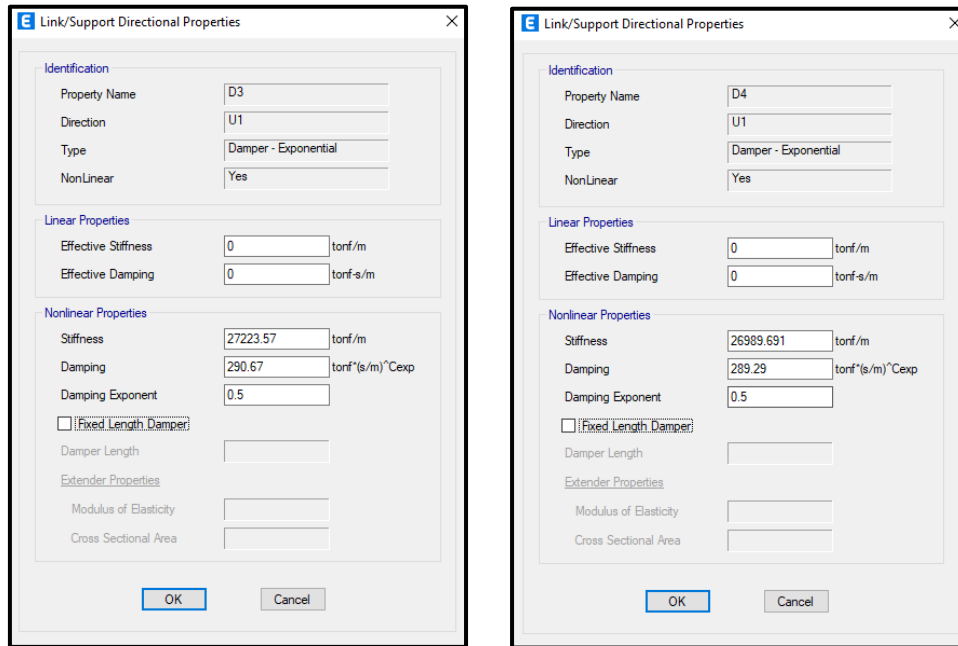 E Link/Support Directional Properties
Identification
Property Name D3
Direction U1
Type Damper - Exponential
NonLinear Yes
Linear Properties
Effective Stiffness 0 tonf/m
Effective Damping 0 tonf-s/m
Nonlinear Properties
Stiffness 27223.57 tonf/m
Damping 290.67 tonf*(s/m)^Cexp
Damping Exponent 0.5
Fixed Length Damper
Damper Length
Extender Properties
Modulus of Elasticity
Cross Sectional Area
OK Cancel
E Link/Support Directional Properties
Identification
Property Name D4
Direction U1
Type Damper - Exponential
NonLinear Yes
Linear Properties
Effective Stiffness 0 tonf/m
Effective Damping 0 tonf-s/m
Nonlinear Properties
Stiffness 26989.691 tonf/m
Damping 289.29 tonf*(s/m)^Cexp
Damping Exponent 0.5
Fixed Length Damper
Damper Length
Extender Properties
Modulus of Elasticity
Cross Sectional Area
OK Cancel